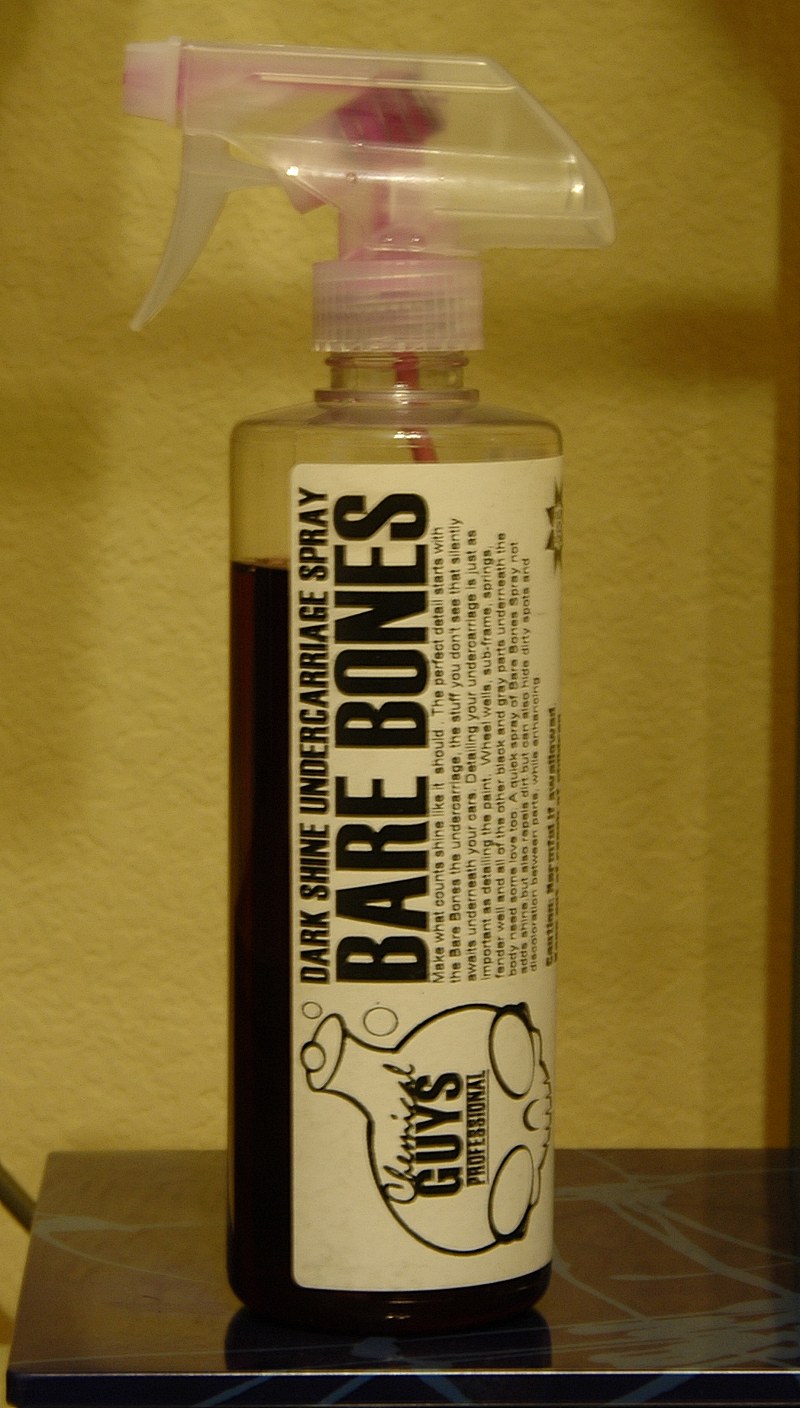 DARK SHINE UNDERCARRIAGE SPRAY
BARE BONES
Make what counts shine like it should. The perfect detail starts with
the Bare Bones the undercarriage, the stuff you don't see that silently
awaits underneath your cars. Detailing your undercarriage is just as
important as detailing the paint. Wheel wells, sub-frame, springs,
fender well and all of the other black and gray parts underneath the
body need some love too. A quick spray of Bare Bones Spray not
adds shine but also repels dirt but can also hide dirty spots and
discoloration between parts, while enhancing
Caution: Harmful if swallowed.
Chemical
GUYS
PROFESSIONAL